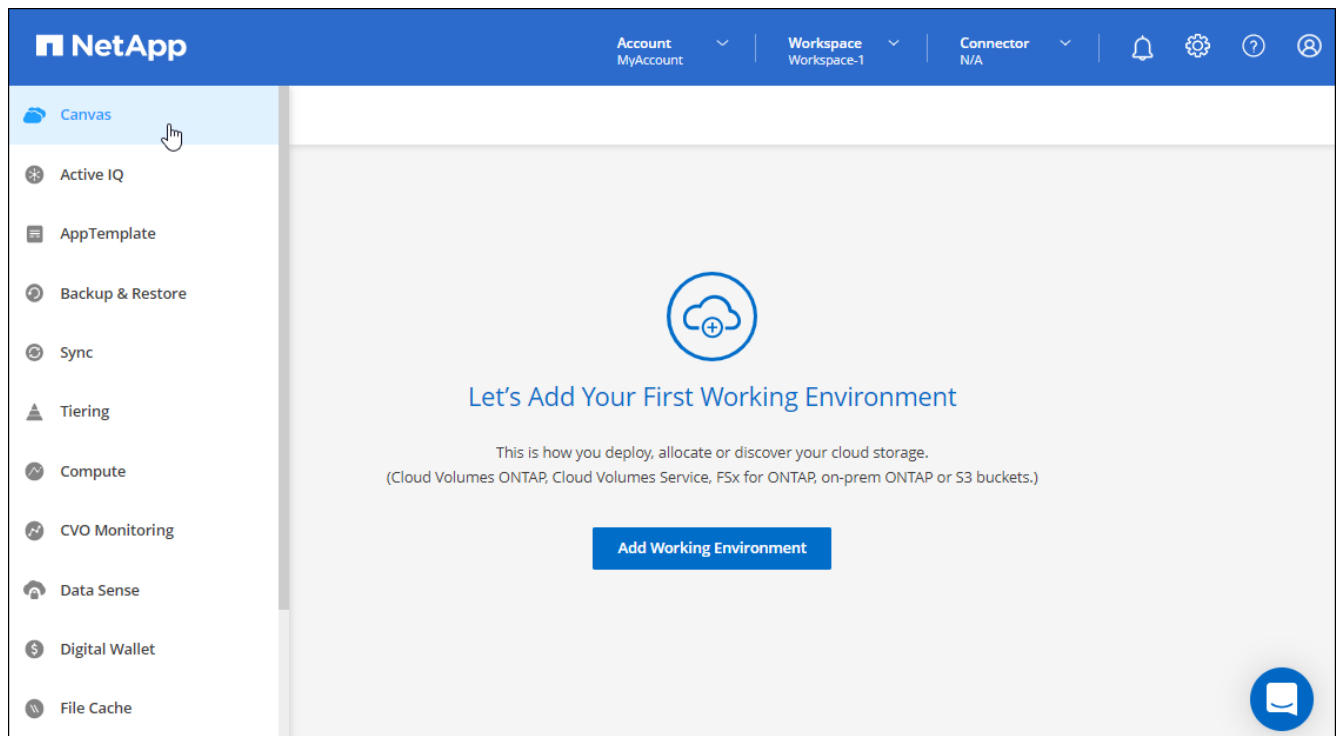 NetApp
Account
MyAccount
Workspace
Workspace-1
Connector
N/A
Canvas
Active IQ
AppTemplate
Backup & Restore
Sync
Tiering
Compute
CVO Monitoring
Data Sense
Digital Wallet
File Cache
Let's Add Your First Working Environment
This is how you deploy, allocate or discover your cloud storage.
(Cloud Volumes ONTAP, Cloud Volumes Service, FSx for ONTAP, on-prem ONTAP or S3 buckets.)
Add Working Environment